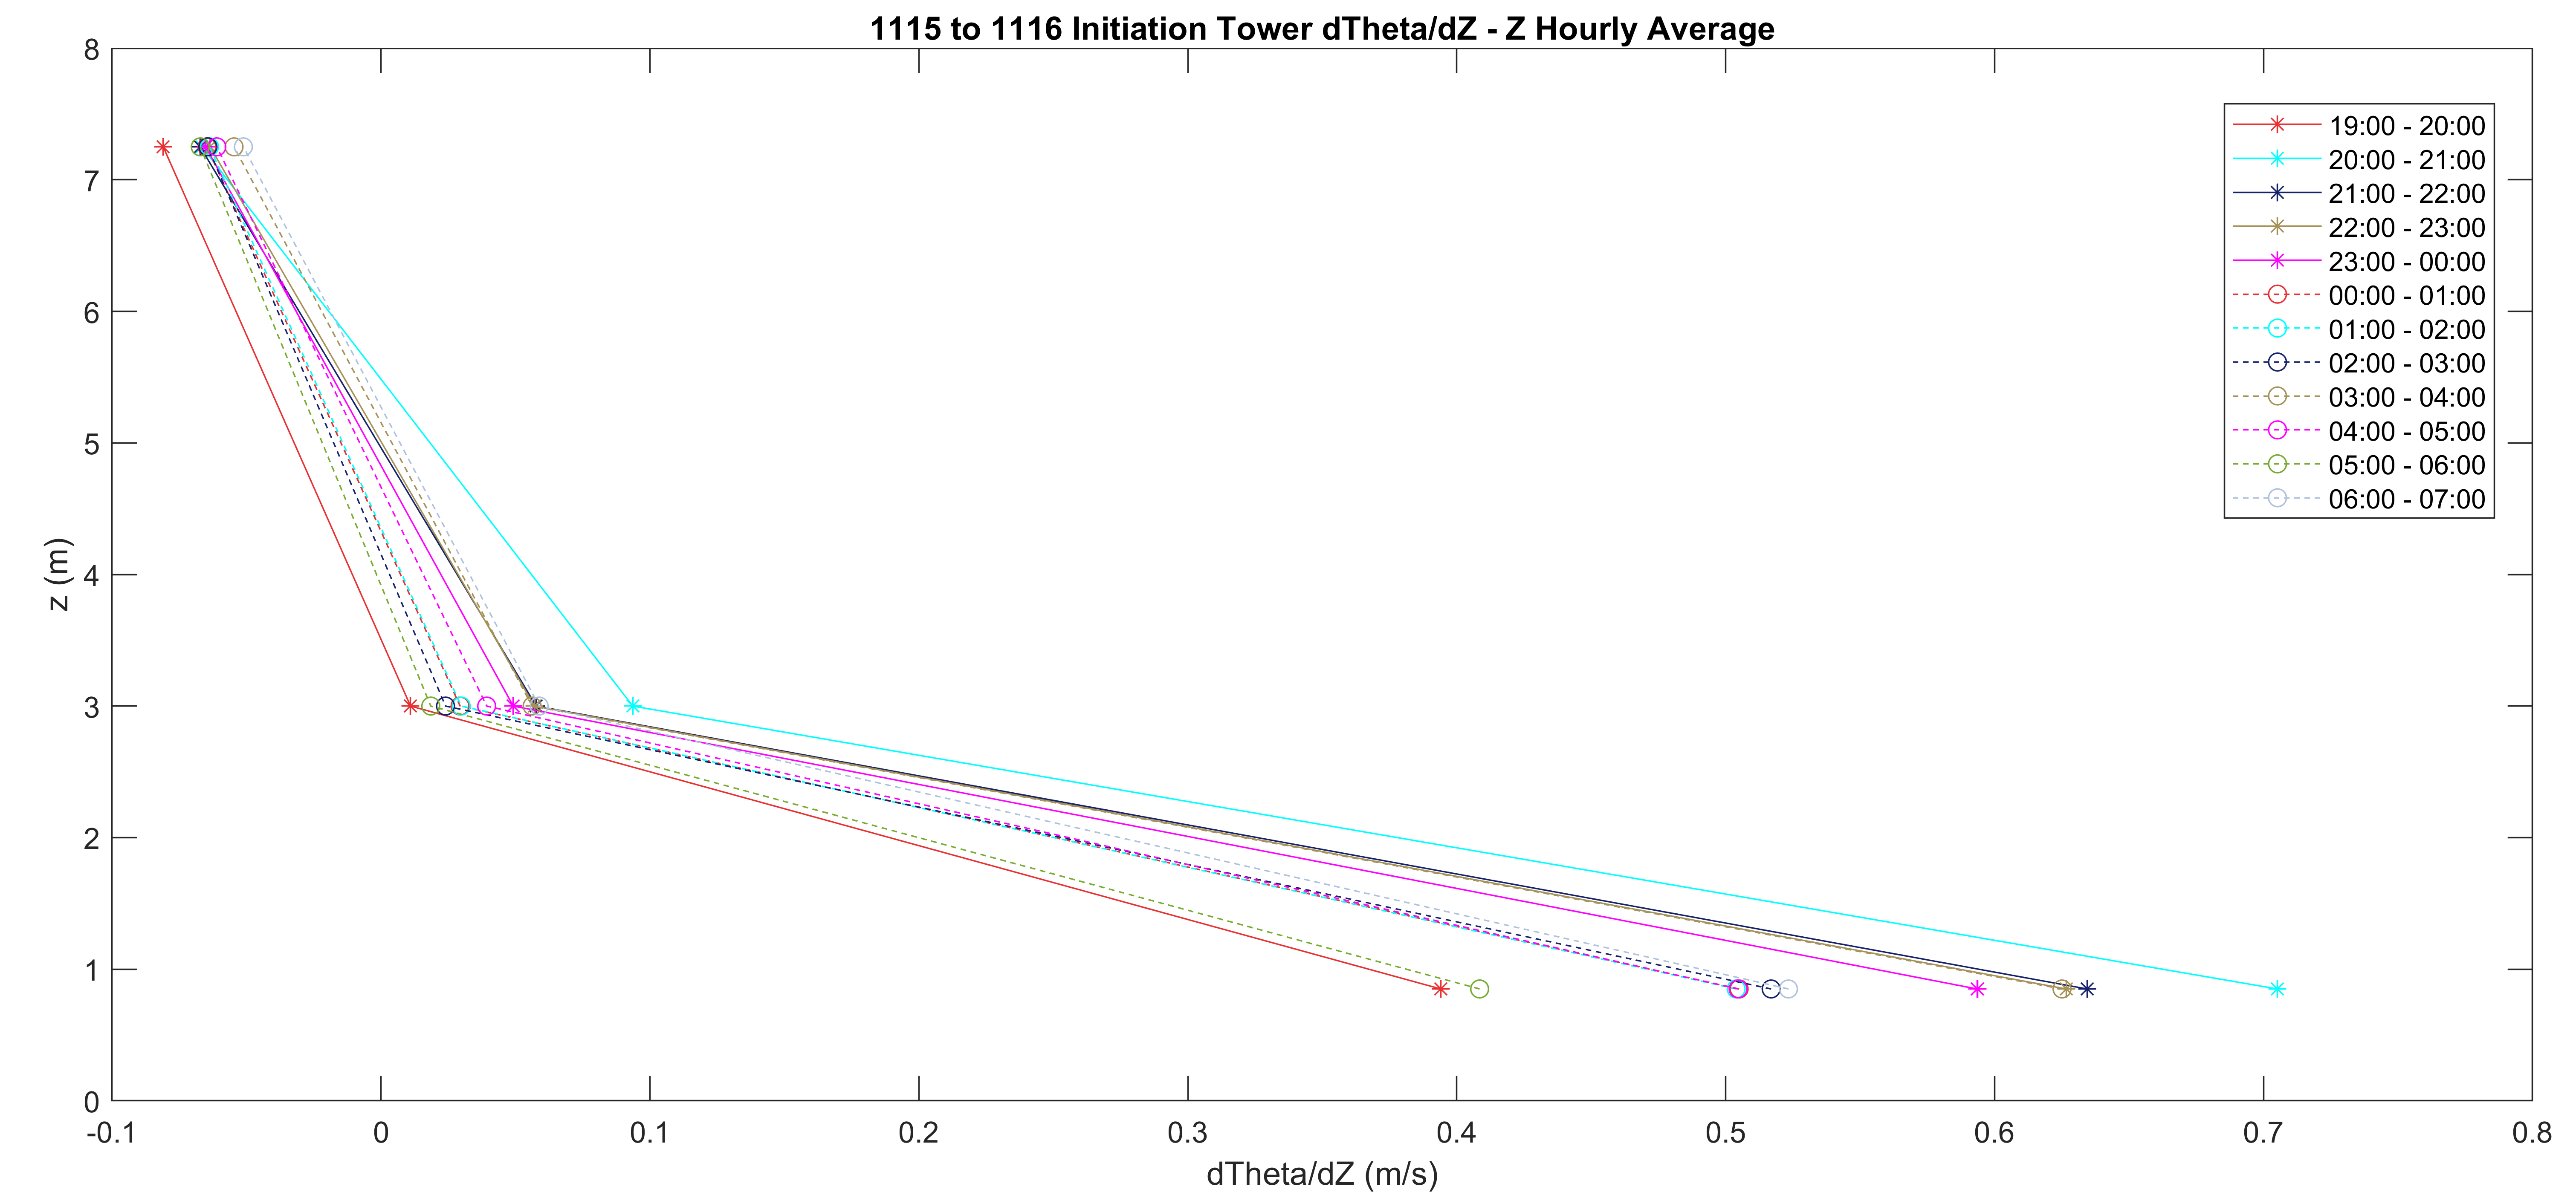 1115 to 1116 Initiation Tower dTheta/dZ - Z Hourly Average
8
7
6
5
4
3
2
1
0
z (m)
-0.1
0
0.1
0.2
0.3
0.4
0.5
0.6
0.7
0.8
dTheta/dZ (m/s)
19:00 - 20:00
20:00 - 21:00
21:00 - 22:00
22:00 - 23:00
23:00 - 00:00
00:00 - 01:00
01:00 - 02:00
02:00 - 03:00
03:00 - 04:00
04:00 - 05:00
05:00 - 06:00
06:00 - 07:00